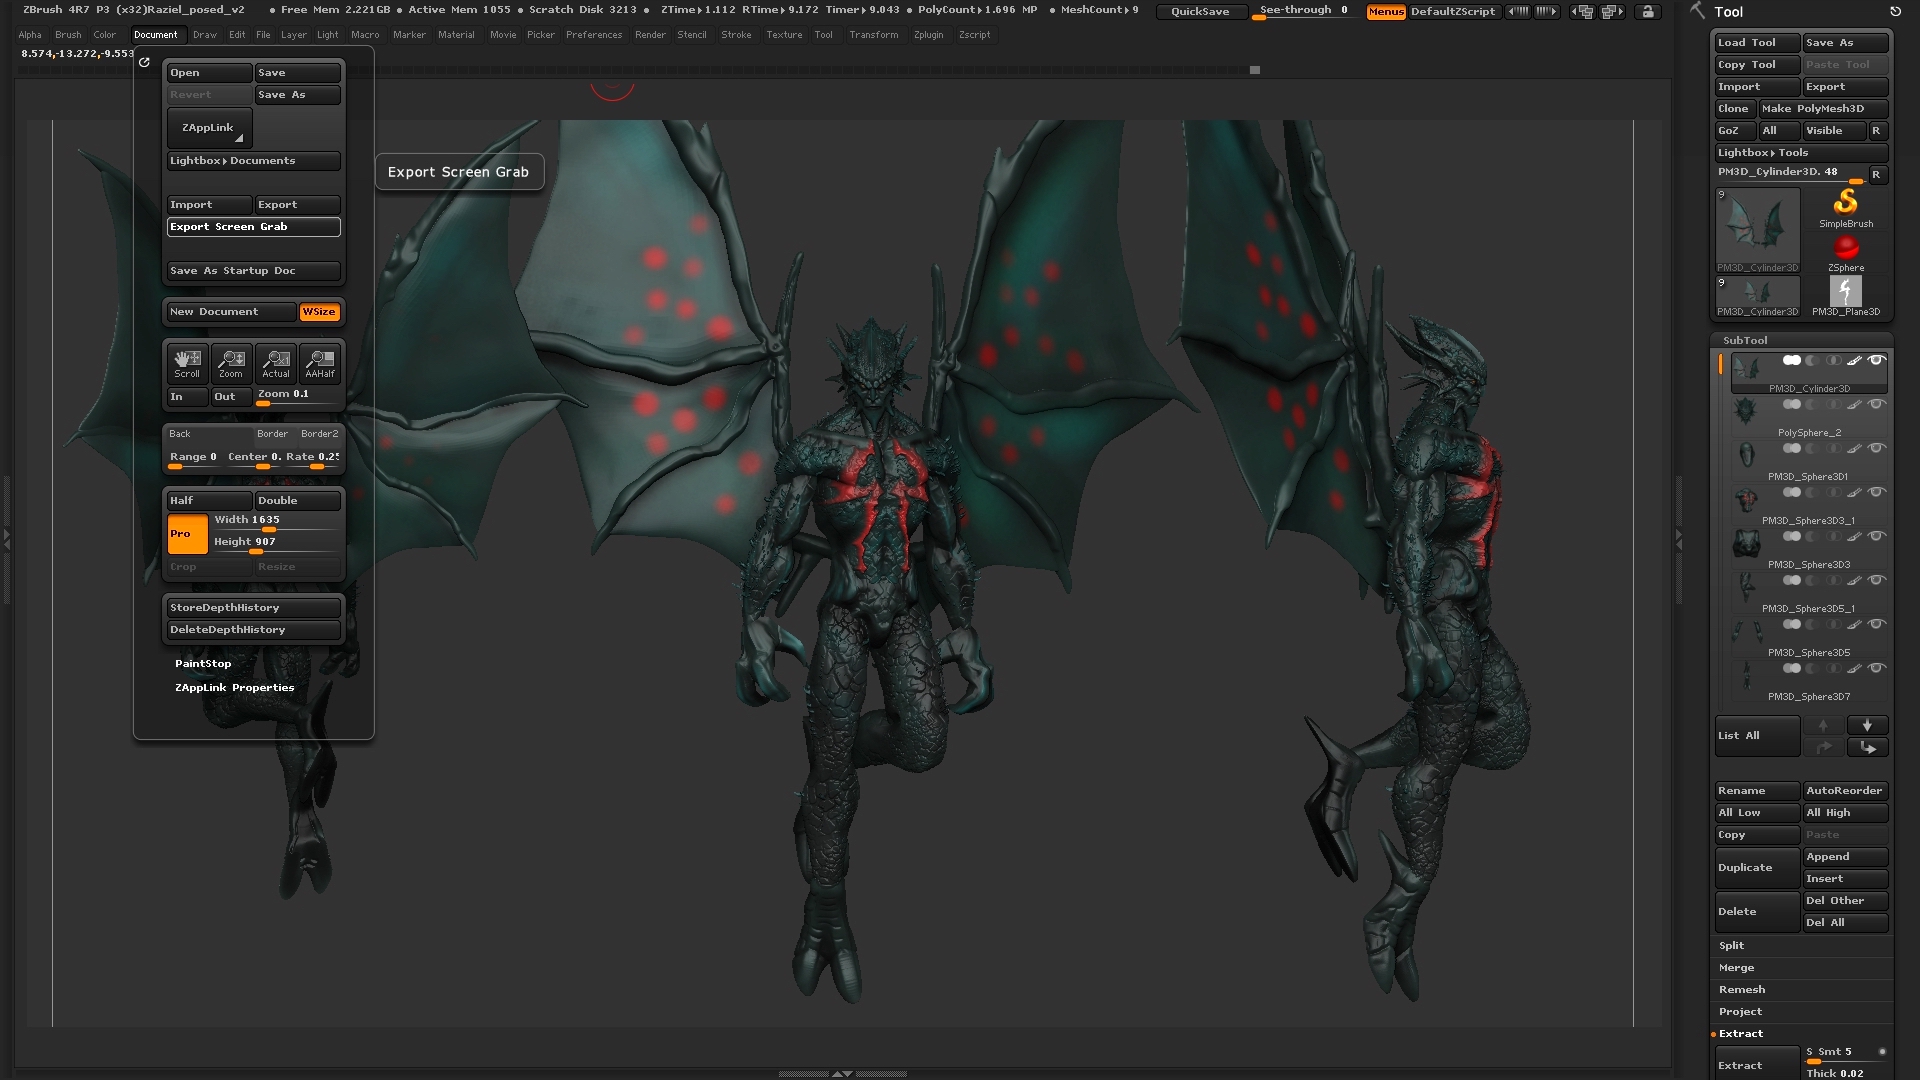 ZBrush 4R7 P3 (x32)Raziel_posed_v2 • Free Mem 2.221GB • Active Mem 1055 • Scratch Disk 3213 • ZTime▸1.112 RTime▸9.172 Timer▸9.043 • PolyCount▸1.696 MP • MeshCount▸9 QuickSave See-through 0 Menus DefaultZScript
Alpha Brush Color Document Draw Edit File Layer Light Macro Marker Material Movie Picker Preferences Render Stencil Stroke Texture Tool Transform Zplugin Zscript
8.574,-13.272,-9.553
Open Save
Revert Save As
ZAppLink
Lightbox▸Documents
Import Export
Export Screen Grab
Save As Startup Doc
New Document WSize
Scroll Zoom Actual AAHalf
In Out Zoom 0.1
Back Border Border2
Range 0 Center 0. Rate 0.25
Half Double
Pro Width 1635
Height 907
Crop Resize
StoreDepthHistory
DeleteDepthHistory
PaintStop
ZAppLink Properties
Export Screen Grab
Tool
Load Tool Save As
Copy Tool Paste Tool
Import Export
Clone Make PolyMesh3D
GoZ All Visible R
Lightbox▸Tools
PM3D_Cylinder3D. 48 R
9
SimpleBrush
PM3D_Cylinder3D ZSphere
9
PM3D_Cylinder3D PM3D_Plane3D
SubTool
PM3D_Cylinder3D
PolySphere_2
PM3D_Sphere3D1
PM3D_Sphere3D3_1
PM3D_Sphere3D3
PM3D_Sphere3D5_1
PM3D_Sphere3D5
PM3D_Sphere3D7
List All
Rename AutoReorder
All Low All High
Copy Paste
Duplicate Append
Insert
Delete Del Other
Del All
Split
Merge
Remesh
Project
Extract
Extract S Smt 5
Thick 0.02